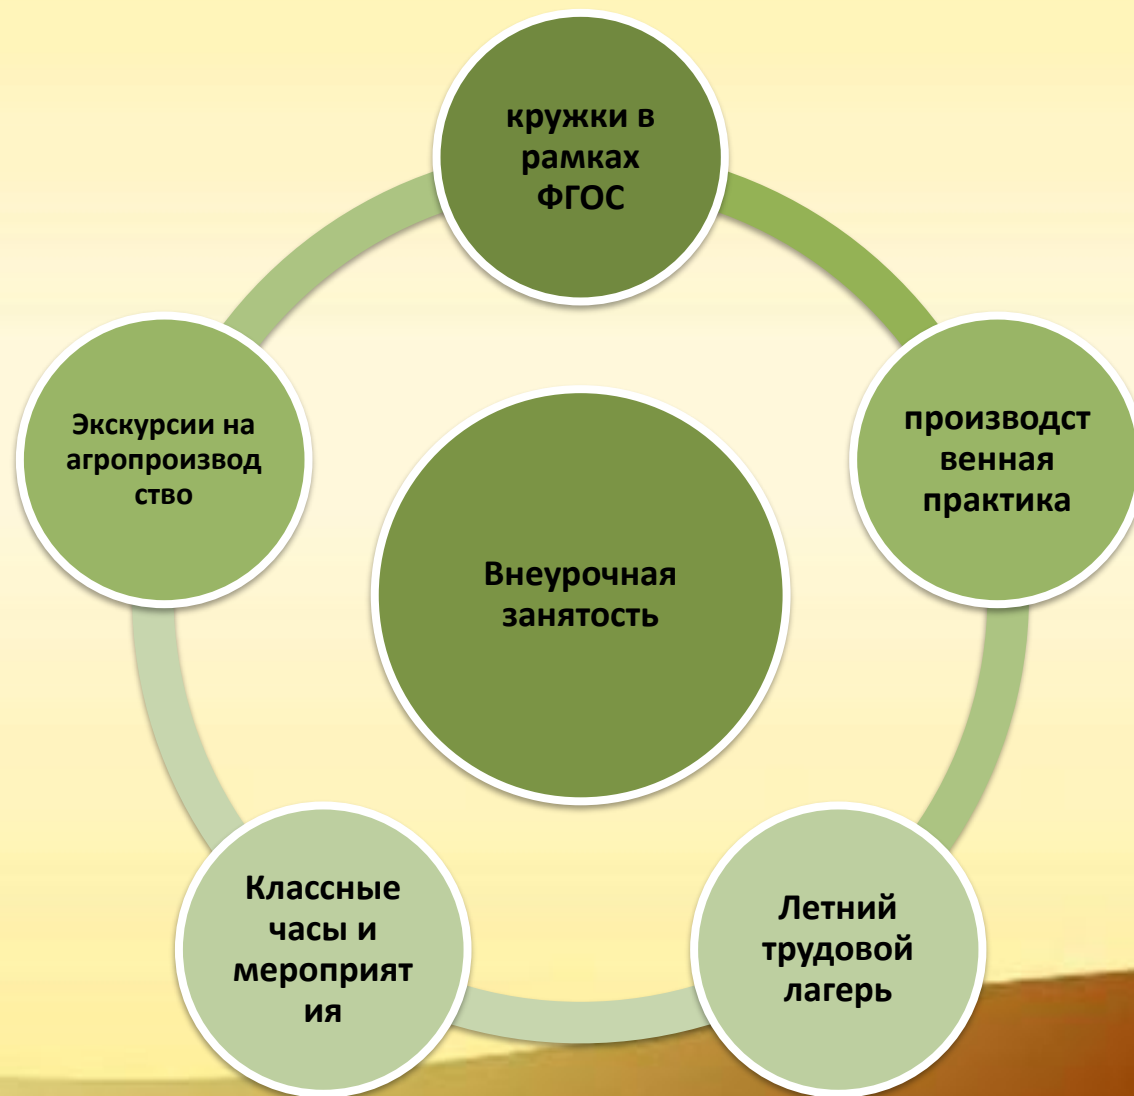 кружки в
рамках
ФГОС
производст
венная
практика
Летний
трудовой
лагерь
Классные
часы и
мероприят
ия
Экскурсии на
агропроизвод
ство
Внеурочная
занятость